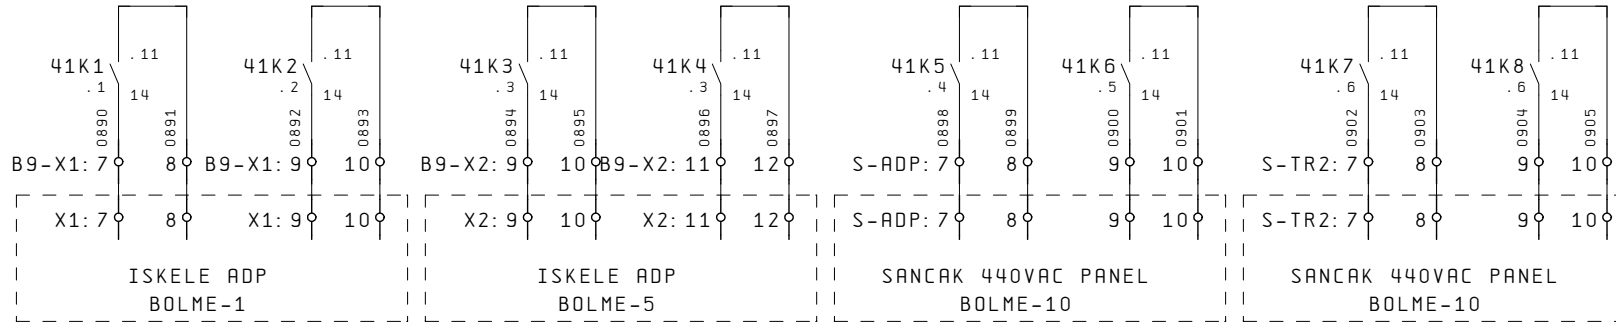 .11 .11 .11 .11 .11 .11 .11 .11
41K1 41K2 41K3 41K4 41K5 41K6 41K7 41K8
.1 .2 .3 .3 .4 .5 .6 .6
14 14 14 14 14 14 14 14
0890 0891 0892 0893 0894 0895 0896 0897 0898 0899 0900 0901 0902 0903 0904 0905
B9-X1: 7 8 B9-X1: 9 10 B9-X2: 9 10 B9-X2: 11 12 S-ADP: 7 8 9 10 S-TR2: 7 8 9 10
X1: 7 8 X1: 9 10 X2: 9 10 X2: 11 12 S-ADP: 7 8 9 10 S-TR2: 7 8 9 10
ISKELE ADP ISKELE ADP SANCAK 440VAC PANEL SANCAK 440VAC PANEL
BOLME-1 BOLME-5 BOLME-10 BOLME-10